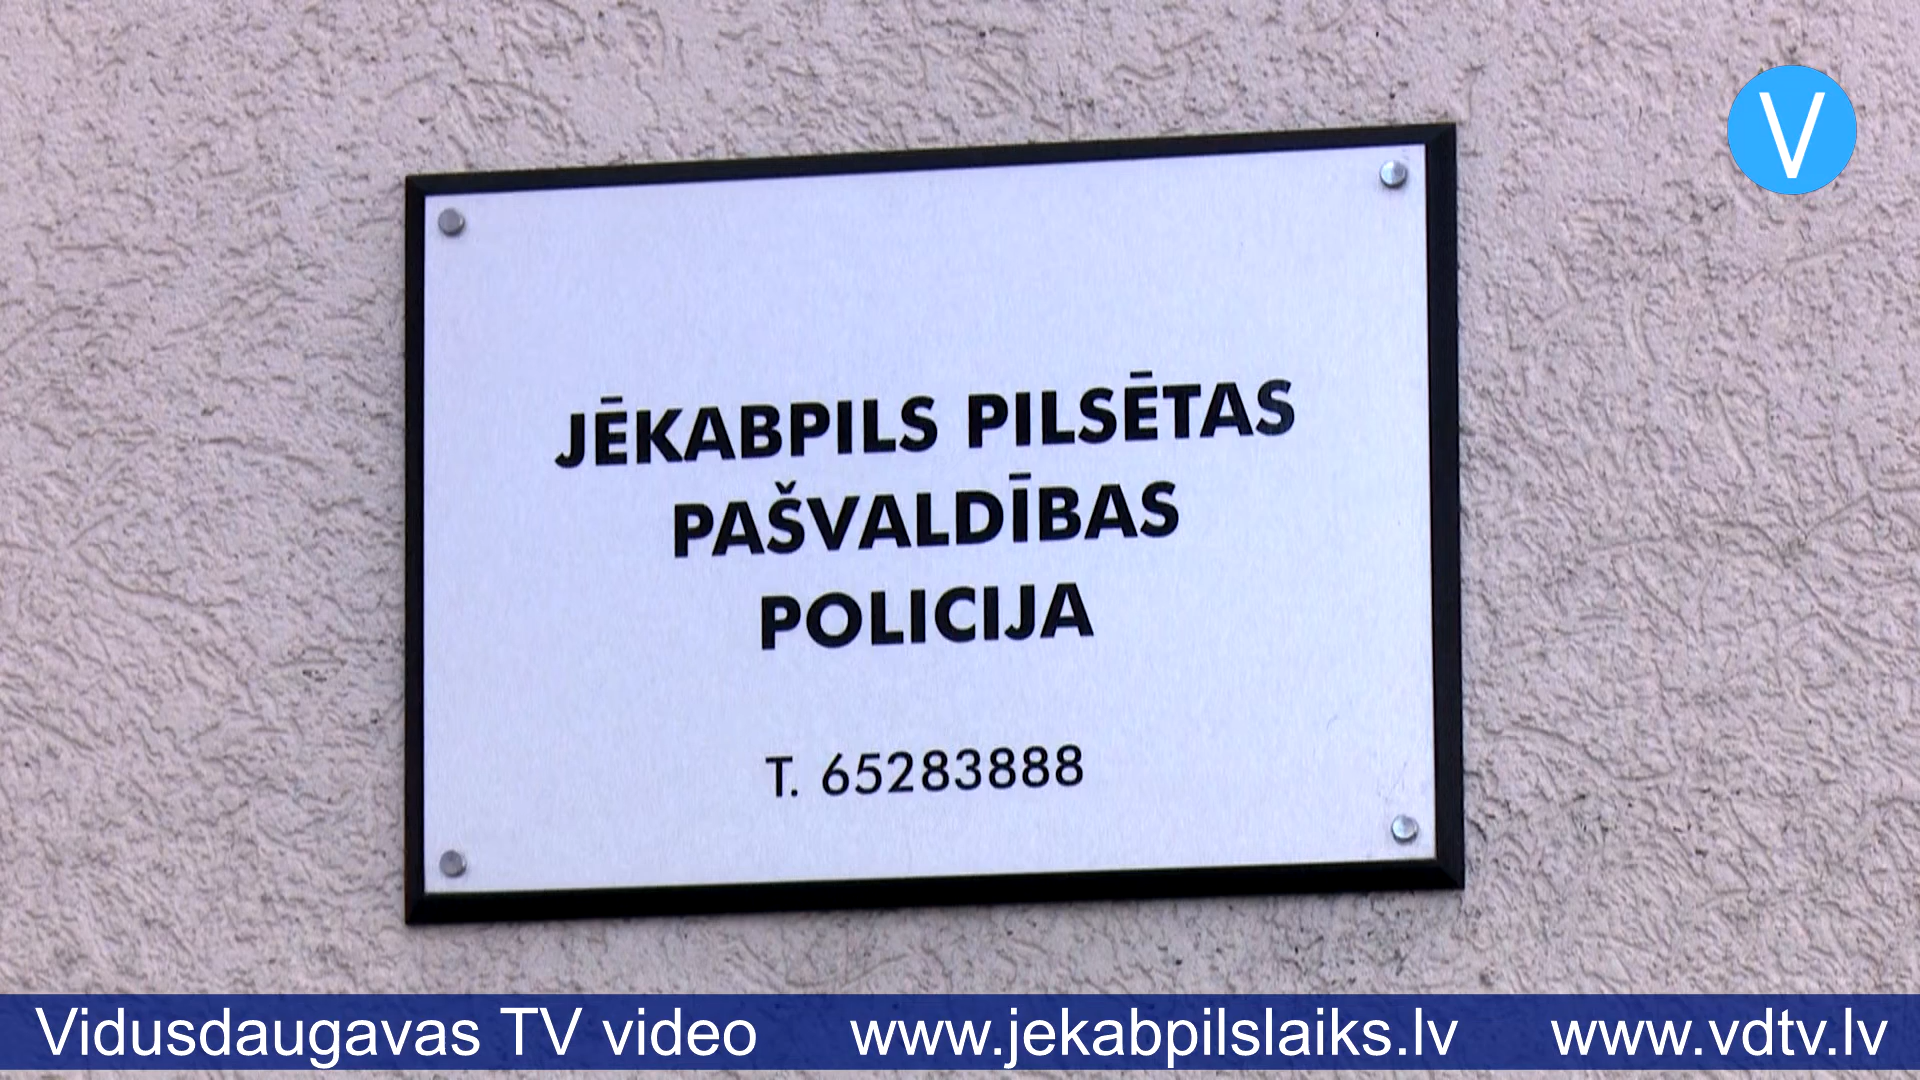 V
JĒKABPILS PILSĒTAS
PAŠVALDĪBAS
POLICIJA
T. 65283888
Vidusdaugavas TV video www.jekabpilslaiks.lv www.vdtv.lv